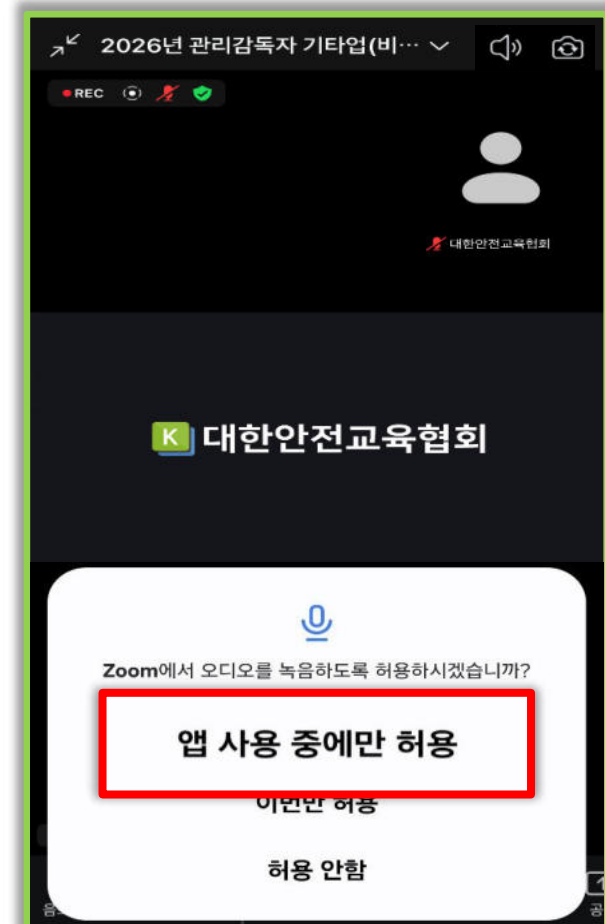 2026년 관리감독자 기타업(비…
REC
대한안전교육협회
K 대한안전교육협회
Zoom에서 오디오를 녹음하도록 허용하시겠습니까?
앱 사용 중에만 허용
이번만 허용
허용 안함